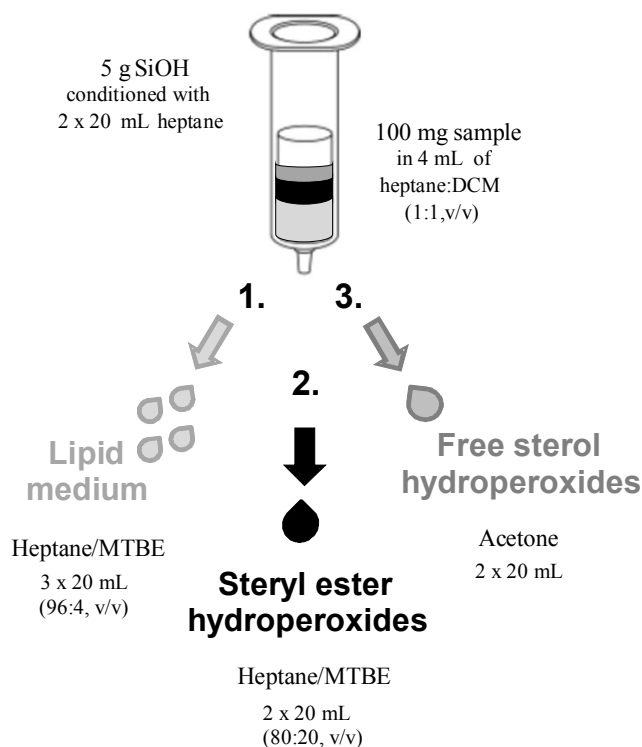 5 g SiOH
conditioned with
2 x 20 mL heptane
100 mg sample
in 4 mL of
heptane:DCM
(1:1,v/v)
1.
3.
2.
Lipid
medium
Heptane/MTBE
3 x 20 mL
(96:4, v/v)
Free sterol
hydroperoxides
Acetone
2 x 20 mL
Steryl ester
hydroperoxides
Heptane/MTBE
2 x 20 mL
(80:20, v/v)